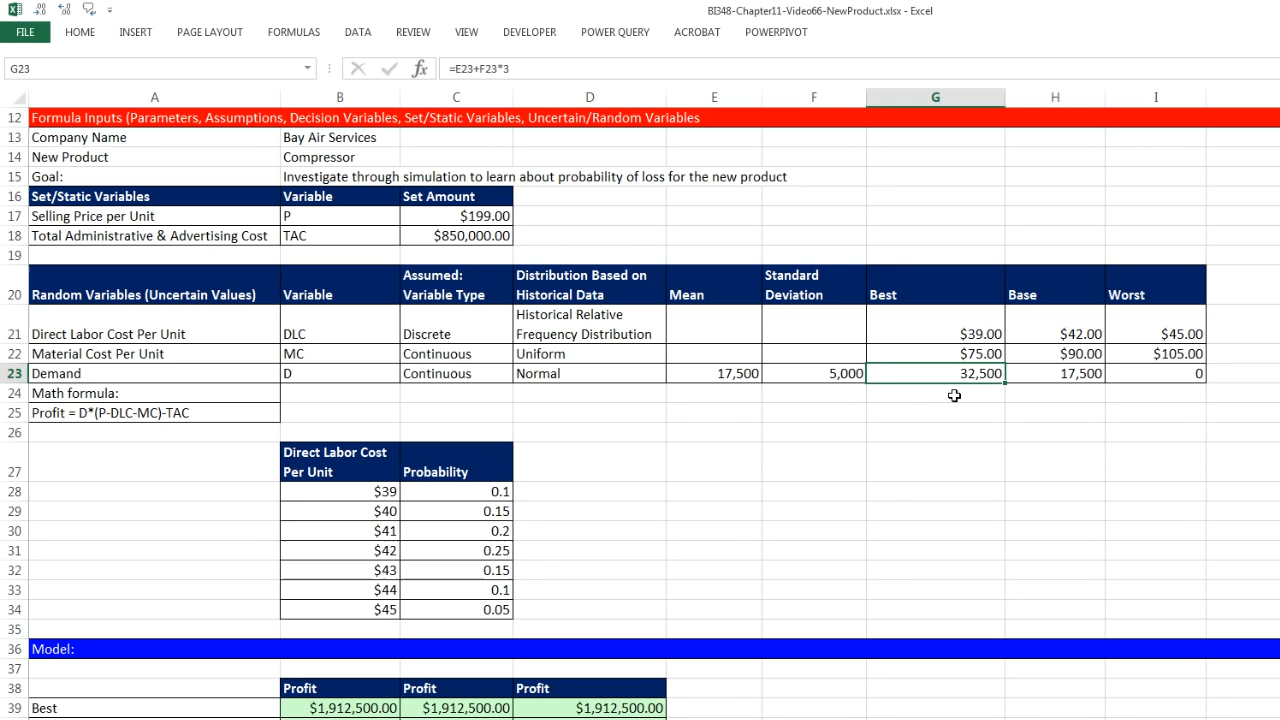 BI348-Chapter11-Video66-NewProduct.xlsx - Excel
FILE HOME INSERT PAGE LAYOUT FORMULAS DATA REVIEW VIEW DEVELOPER POWER QUERY ACROBAT POWERPIVOT
G23 fx =E23+F23*3
A B C D E F G H I
12 Formula Inputs (Parameters, Assumptions, Decision Variables, Set/Static Variables, Uncertain/Random Variables
13 Company Name Bay Air Services
14 New Product Compressor
15 Goal: Investigate through simulation to learn about probability of loss for the new product
16 Set/Static Variables Variable Set Amount
17 Selling Price per Unit P $199.00
18 Total Administrative & Advertising Cost TAC $850,000.00
19
Assumed: Distribution Based on Standard
20 Random Variables (Uncertain Values) Variable Variable Type Historical Data Mean Deviation Best Base Worst
Historical Relative
21 Direct Labor Cost Per Unit DLC Discrete Frequency Distribution $39.00 $42.00 $45.00
22 Material Cost Per Unit MC Continuous Uniform $75.00 $90.00 $105.00
23 Demand D Continuous Normal 17,500 5,000 32,500 17,500 0
24 Math formula:
25 Profit = D*(P-DLC-MC)-TAC
26
Direct Labor Cost
27 Per Unit Probability
28 $39 0.1
29 $40 0.15
30 $41 0.2
31 $42 0.25
32 $43 0.15
33 $44 0.1
34 $45 0.05
35
36 Model:
37
38 Profit Profit Profit
39 Best $1,912,500.00 $1,912,500.00 $1,912,500.00